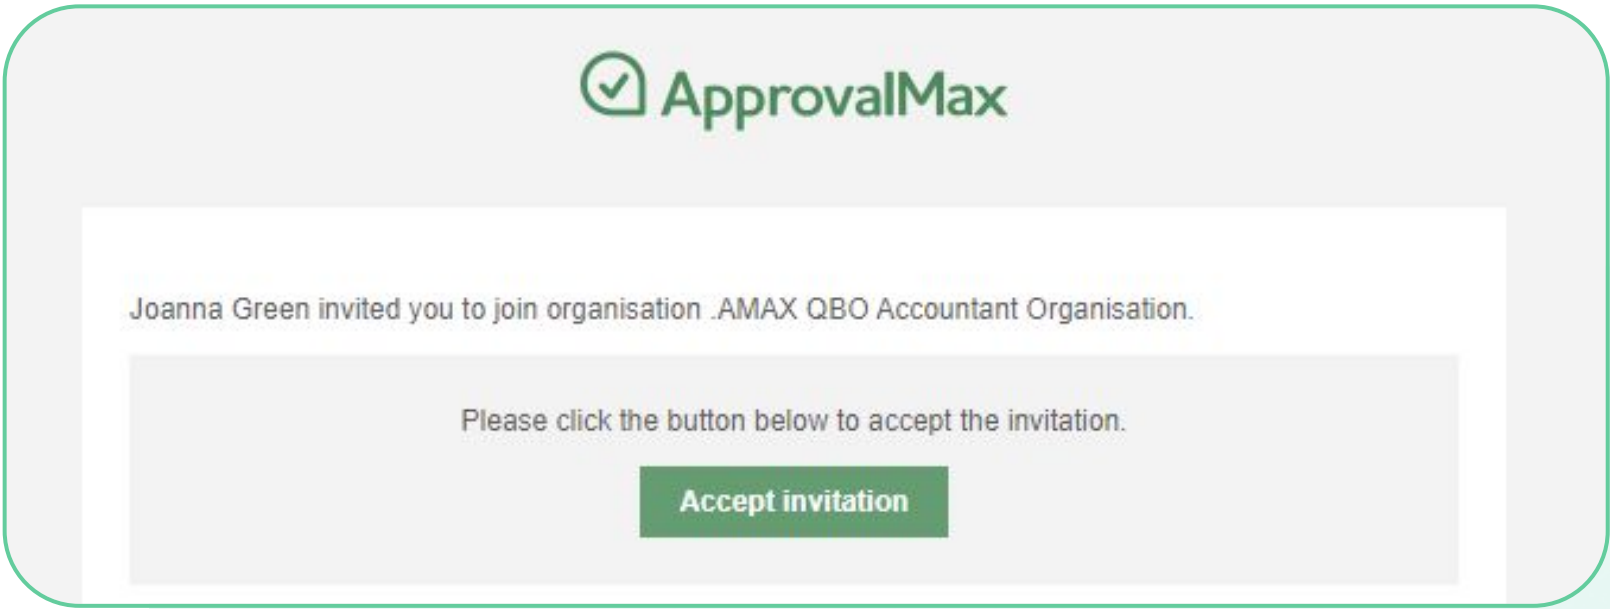 ApprovalMax
Joanna Green invited you to join organisation .AMAX QBO Accountant Organisation.
Please click the button below to accept the invitation.
Accept invitation